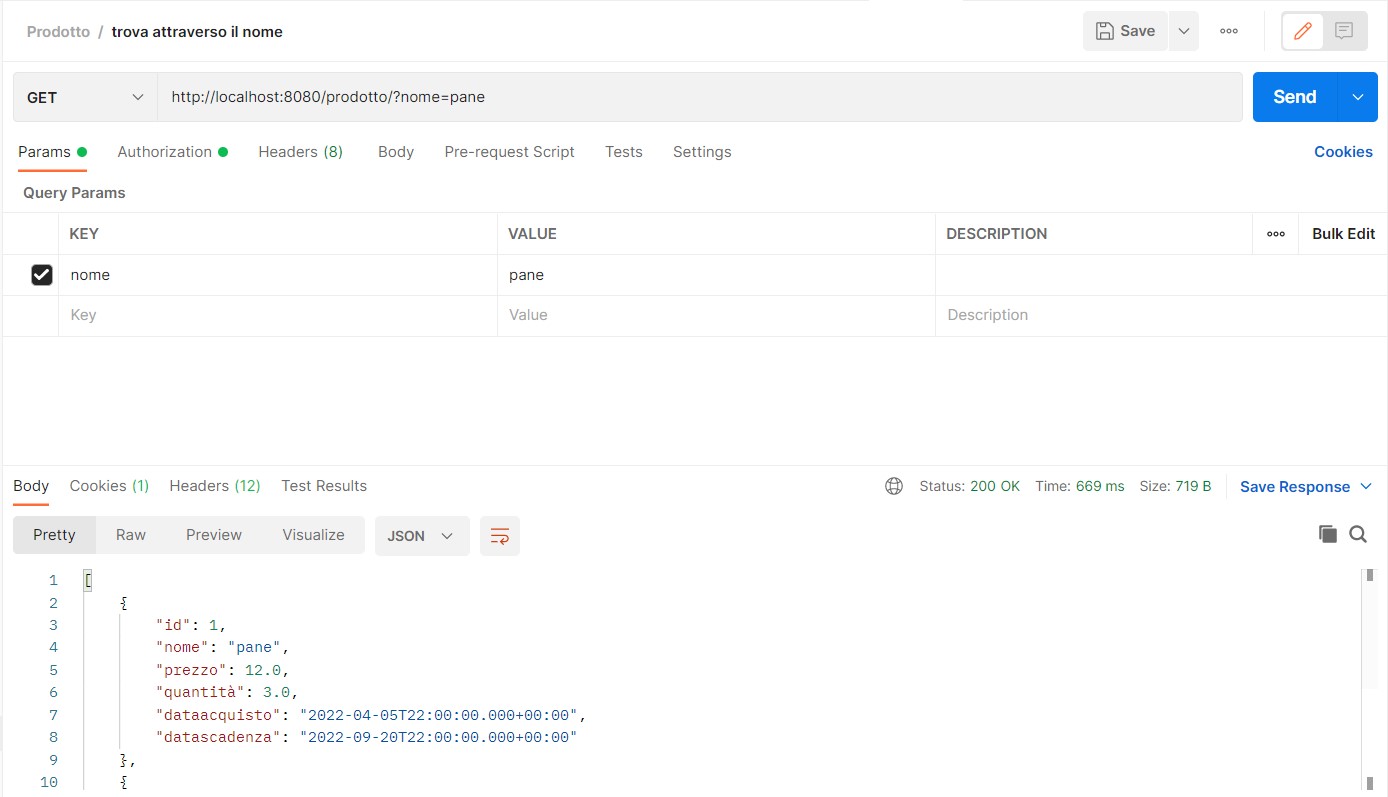 Prodotto / trova attraverso il nome
Save
GET http://localhost:8080/prodotto/?nome=pane Send
Params Authorization Headers (8) Body Pre-request Script Tests Settings Cookies
Query Params
KEY VALUE DESCRIPTION ooo Bulk Edit
nome pane
Key Value Description
Body Cookies (1) Headers (12) Test Results Status: 200 OK Time: 669 ms Size: 719 B Save Response
Pretty Raw Preview Visualize JSON
1 [
2 {
3 "id": 1,
4 "nome": "pane",
5 "prezzo": 12.0,
6 "quantità": 3.0,
7 "dataacquisto": "2022-04-05T22:00:00.000+00:00",
8 "datascadenza": "2022-09-20T22:00:00.000+00:00"
9 },
10 {